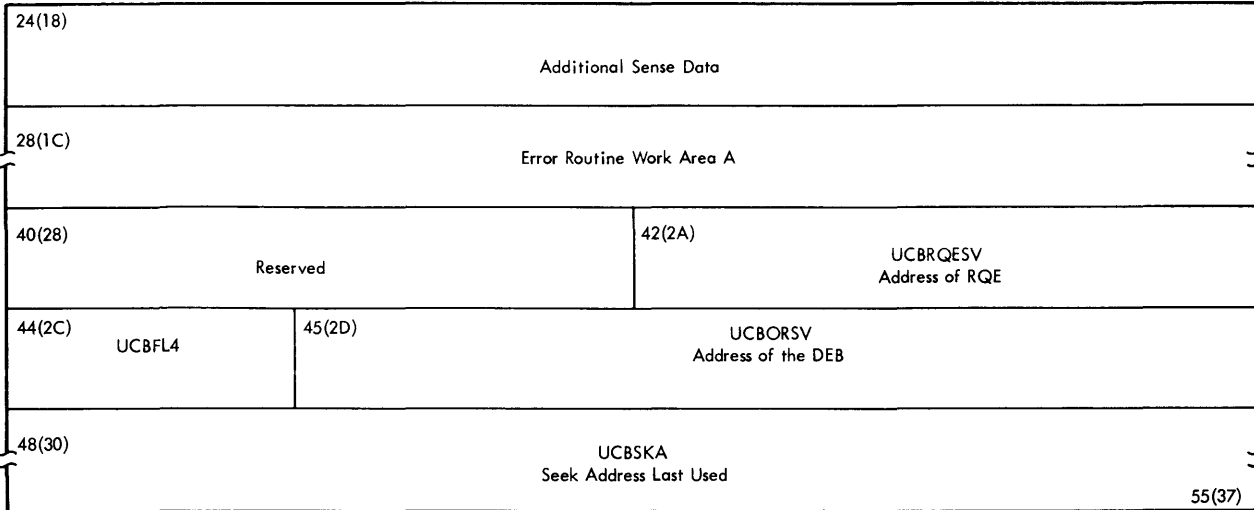 24(18)
Additional Sense Data
28(1C)
Error Routine Work Area A
40(28)
Reserved
42(2A)
UCBRQESV
Address of RQE
44(2C)
UCBFL4
45(2D)
UCBORSV
Address of the DEB
48(30)
UCBSKA
Seek Address Last Used
55(37)